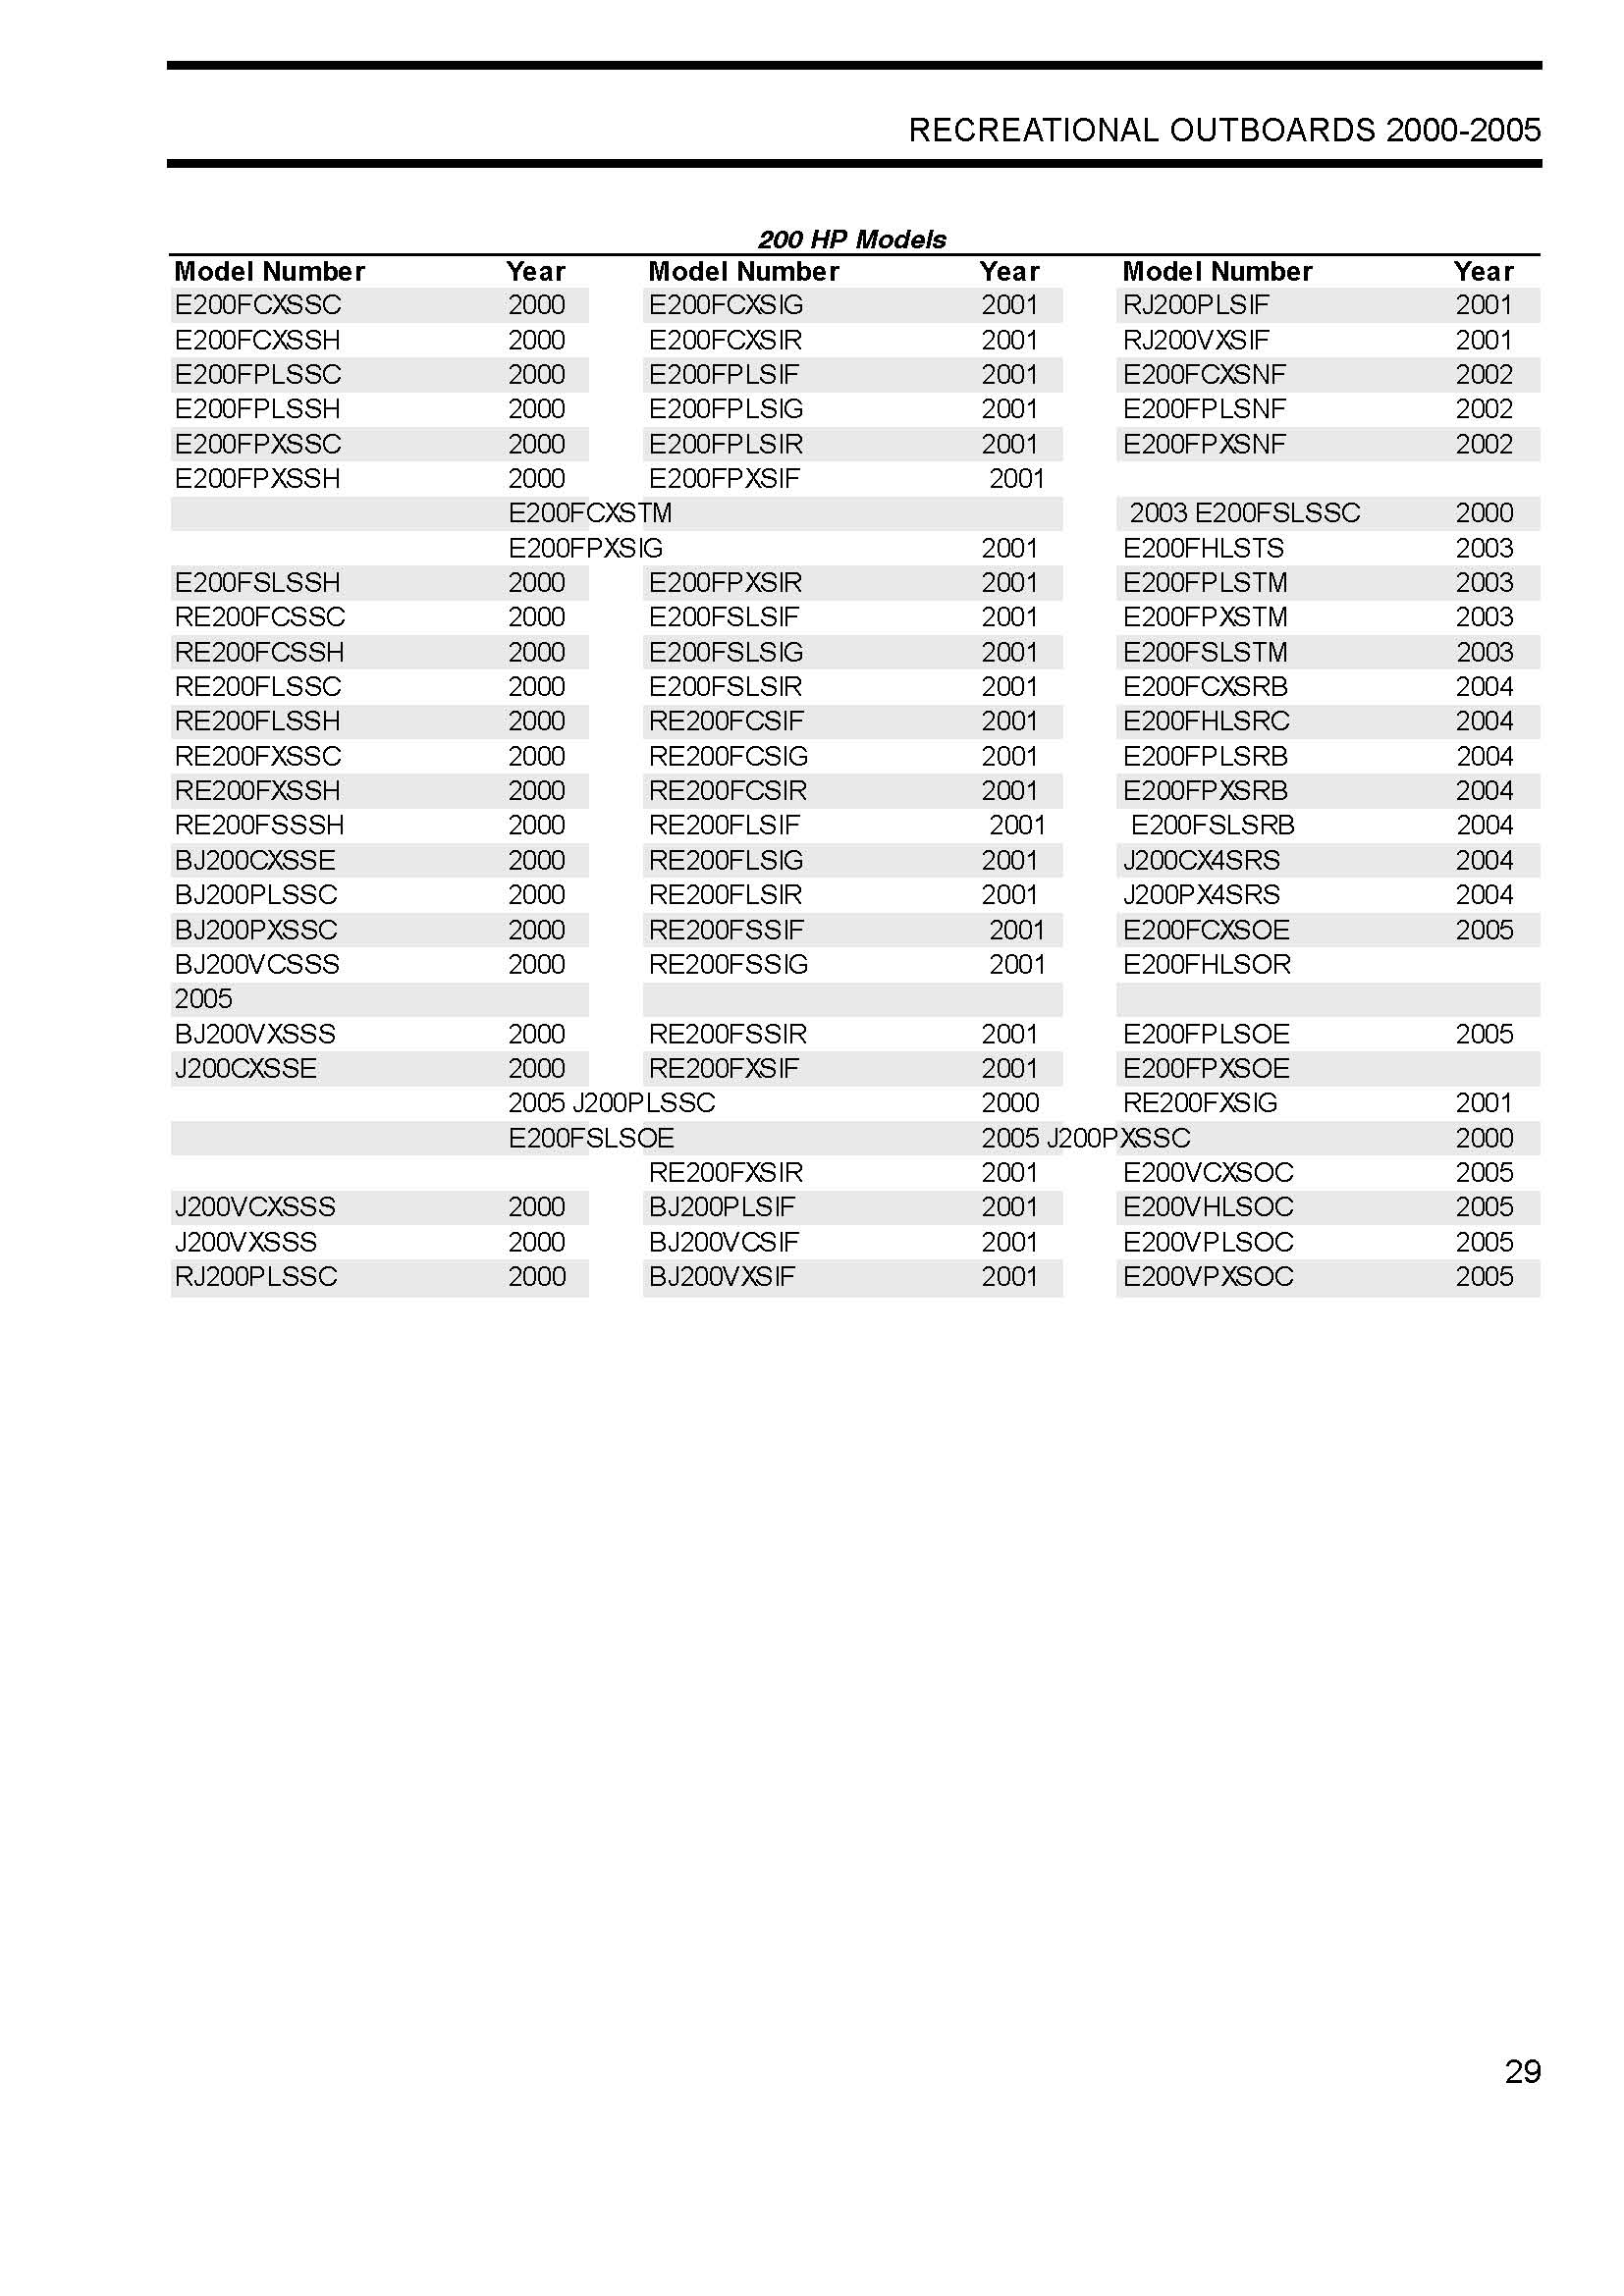 RECREATIONAL OUTBOARDS 2000-2005
200 HP Models
Model Number Year Model Number Year Model Number Year
E200FCXSSC 2000 E200FCXSIG 2001 RJ200PLSIF 2001
E200FCXSSH 2000 E200FCXSIR 2001 RJ200VXSIF 2001
E200FPLSSC 2000 E200FPLSIF 2001 E200FCXSNF 2002
E200FPLSSH 2000 E200FPLSIG 2001 E200FPLSNF 2002
E200FPXSSC 2000 E200FPLSIR 2001 E200FPXSNF 2002
E200FPXSSH 2000 E200FPXSIF 2001
E200FCXSTM 2003 E200FSLSSC 2000
E200FPXSIG 2001 E200FHLSTS 2003
E200FSLSSH 2000 E200FPXSIR 2001 E200FPLSTM 2003
RE200FCSSC 2000 E200FSLSIF 2001 E200FPXSTM 2003
RE200FCSSH 2000 E200FSLSIG 2001 E200FSLSTM 2003
RE200FLSSC 2000 E200FSLSIR 2001 E200FCXSRB 2004
RE200FLSSH 2000 RE200FCSIF 2001 E200FHLSRC 2004
RE200FXSSC 2000 RE200FCSIG 2001 E200FPLSRB 2004
RE200FXSSH 2000 RE200FCSIR 2001 E200FPXSRB 2004
RE200FSSSH 2000 RE200FLSIF 2001 E200FSLSRB 2004
BJ200CXSSE 2000 RE200FLSIG 2001 J200CX4SRS 2004
BJ200PLSSC 2000 RE200FLSIR 2001 J200PX4SRS 2004
BJ200PXSSC 2000 RE200FSSIF 2001 E200FCXSOE 2005
BJ200VCSSS 2000 RE200FSSIG 2001 E200FHLSOR
2005
BJ200VXSSS 2000 RE200FSSIR 2001 E200FPLSOE 2005
J200CXSSE 2000 RE200FXSIF 2001 E200FPXSOE
2005 J200PLSSC 2000 RE200FXSIG 2001
E200FSLSOE 2005 J200PXSSC 2000
RE200FXSIR 2001 E200VCXSOC 2005
J200VCXSSS 2000 BJ200PLSIF 2001 E200VHLSOC 2005
J200VXSSS 2000 BJ200VCSIF 2001 E200VPLSOC 2005
RJ200PLSSC 2000 BJ200VXSIF 2001 E200VPXSOC 2005
29